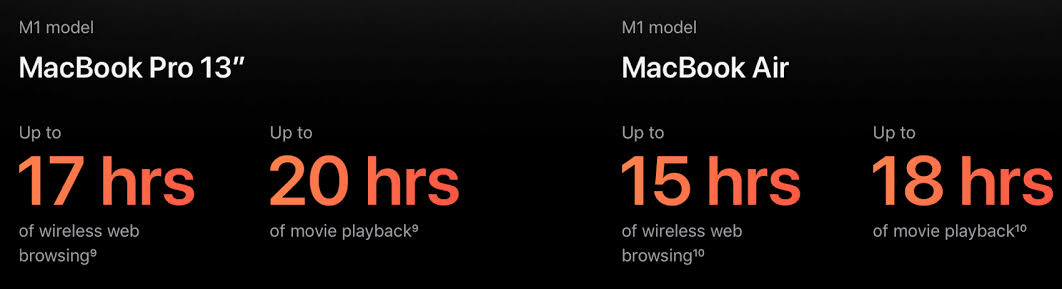 M1 model
MacBook Pro 13″
Up to
17 hrs
of wireless web
browsing⁹
Up to
20 hrs
of movie playback⁹
M1 model
MacBook Air
Up to
15 hrs
of wireless web
browsing¹⁰
Up to
18 hrs
of movie playback¹⁰